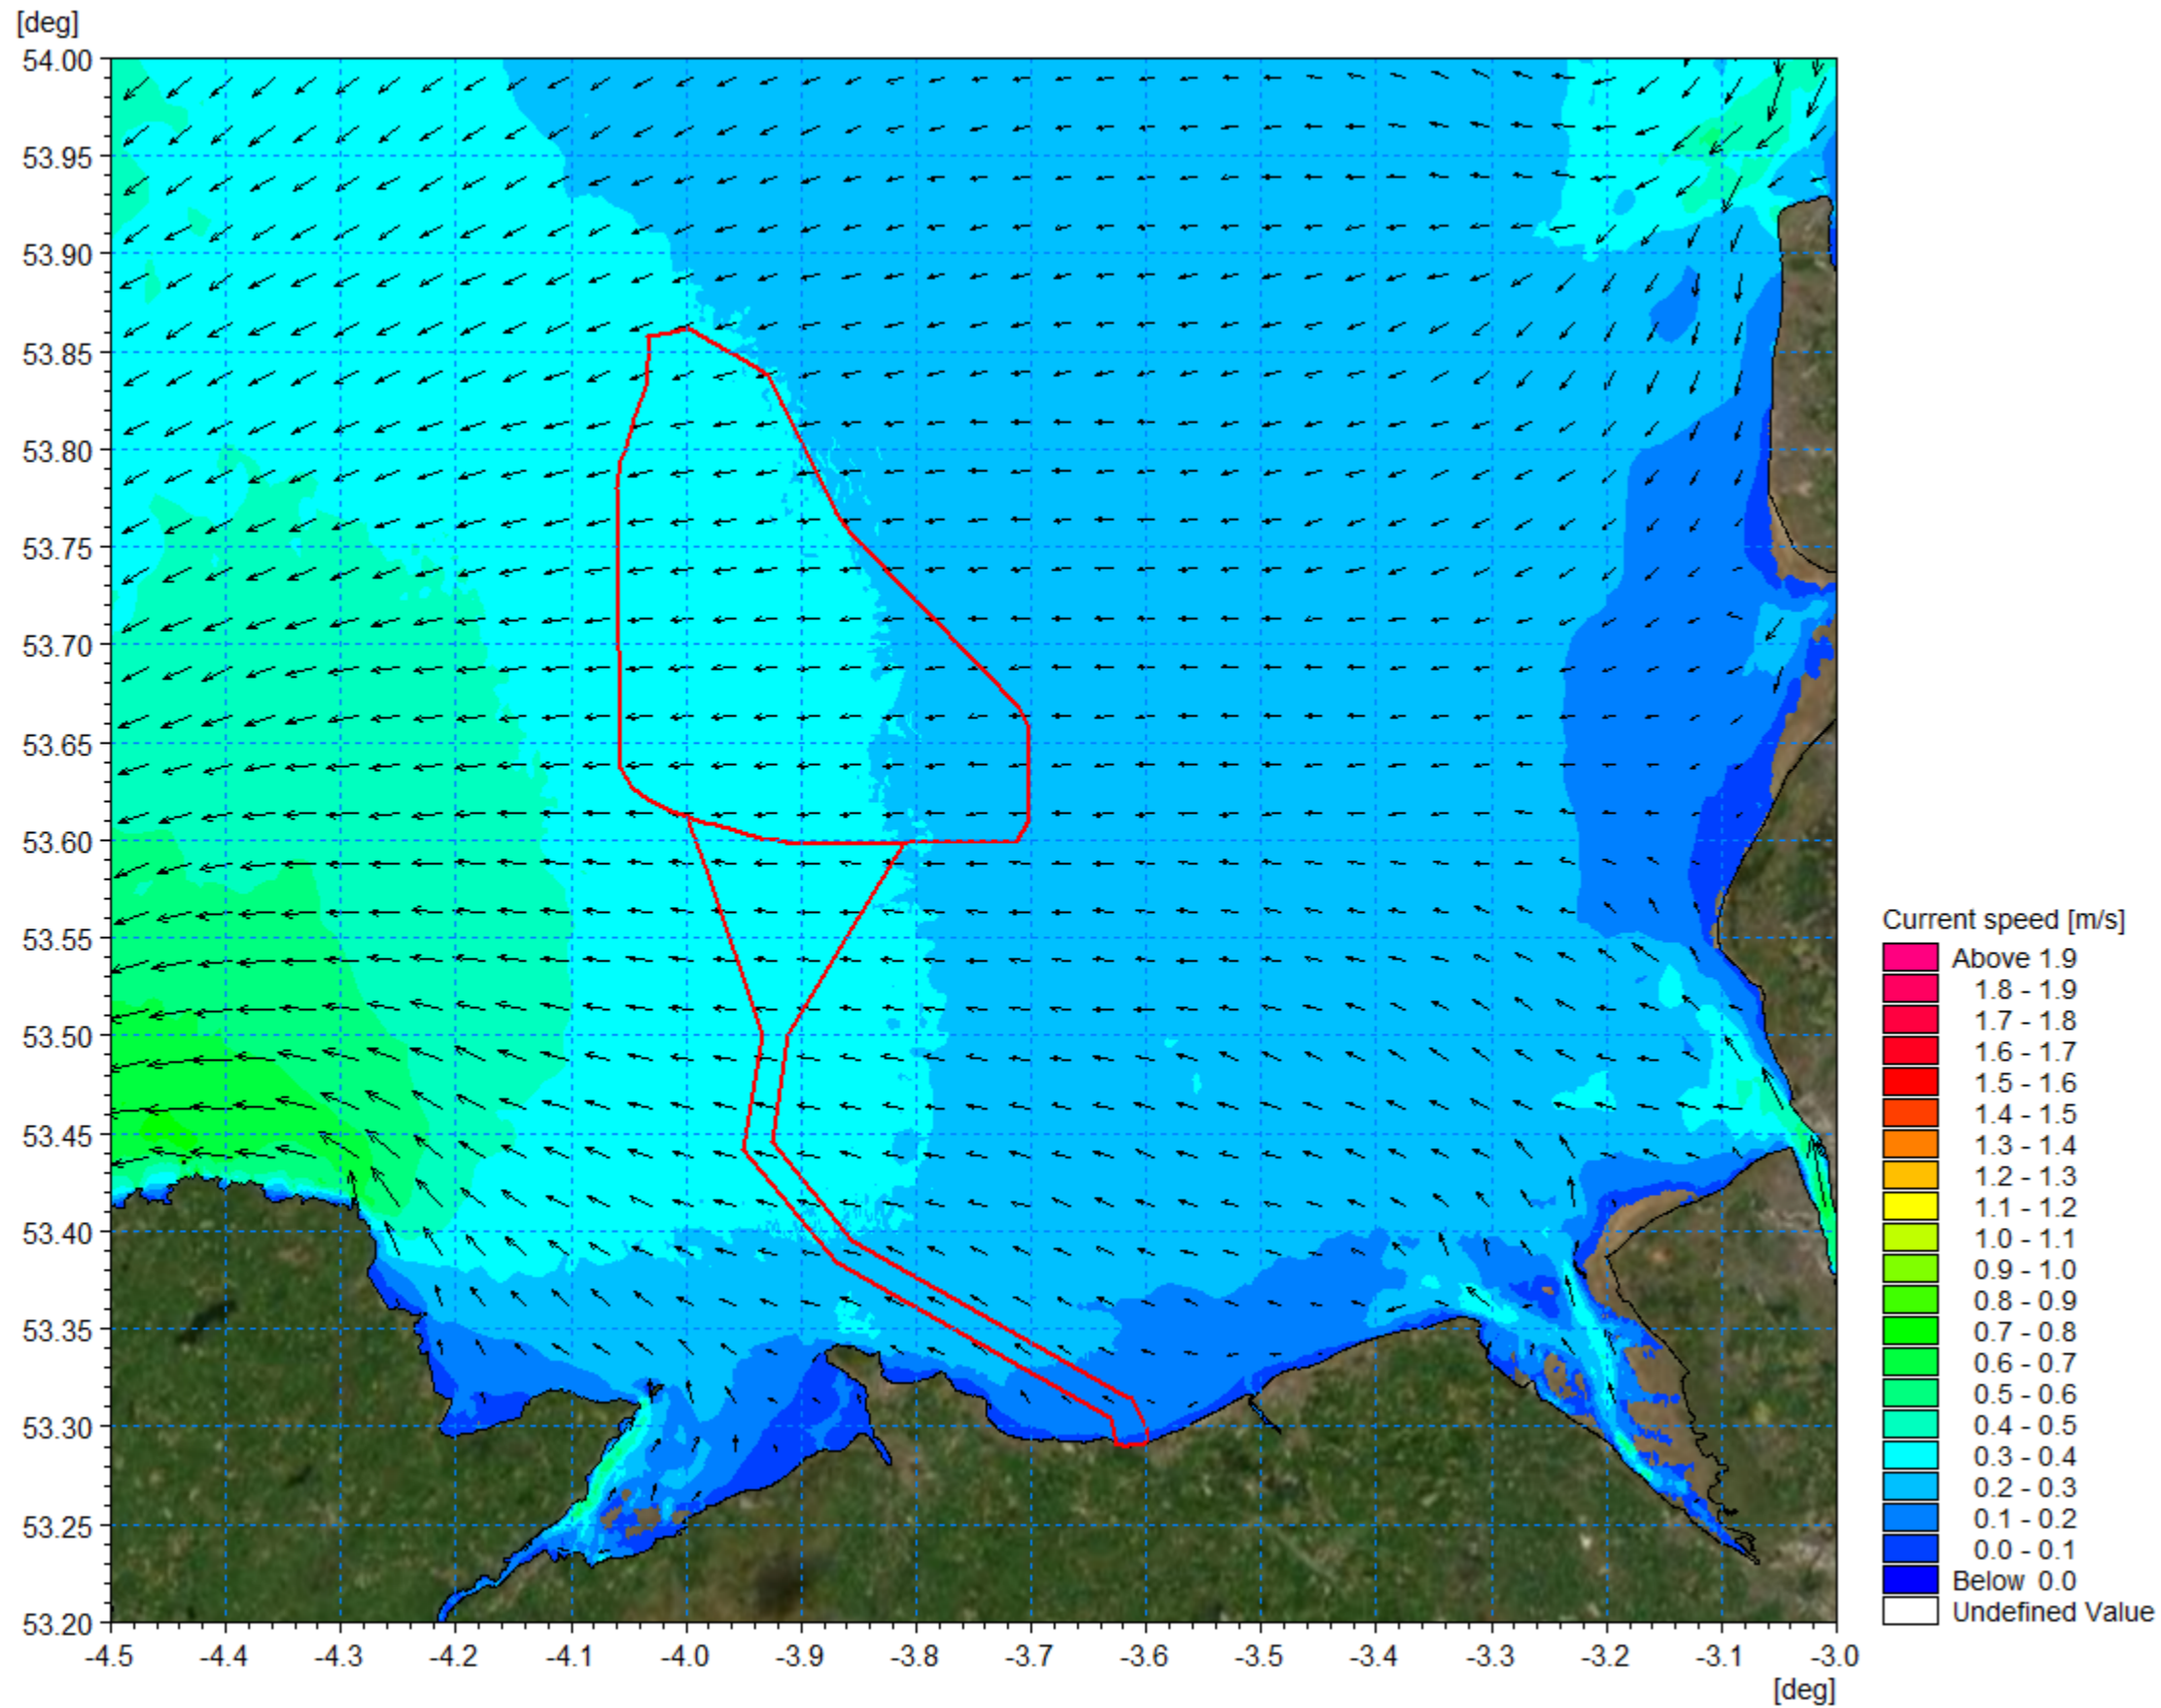 [deg]
54.00
53.95
53.90
53.85
53.80
53.75
53.70
53.65
53.60
53.55
53.50
53.45
53.40
53.35
53.30
53.25
53.20
-4.5 -4.4 -4.3 -4.2 -4.1 -4.0 -3.9 -3.8 -3.7 -3.6 -3.5 -3.4 -3.3 -3.2 -3.1 -3.0
[deg]
Current speed [m/s]
Above 1.9
1.8 - 1.9
1.7 - 1.8
1.6 - 1.7
1.5 - 1.6
1.4 - 1.5
1.3 - 1.4
1.2 - 1.3
1.1 - 1.2
1.0 - 1.1
0.9 - 1.0
0.8 - 0.9
0.7 - 0.8
0.6 - 0.7
0.5 - 0.6
0.4 - 0.5
0.3 - 0.4
0.2 - 0.3
0.1 - 0.2
0.0 - 0.1
Below 0.0
Undefined Value